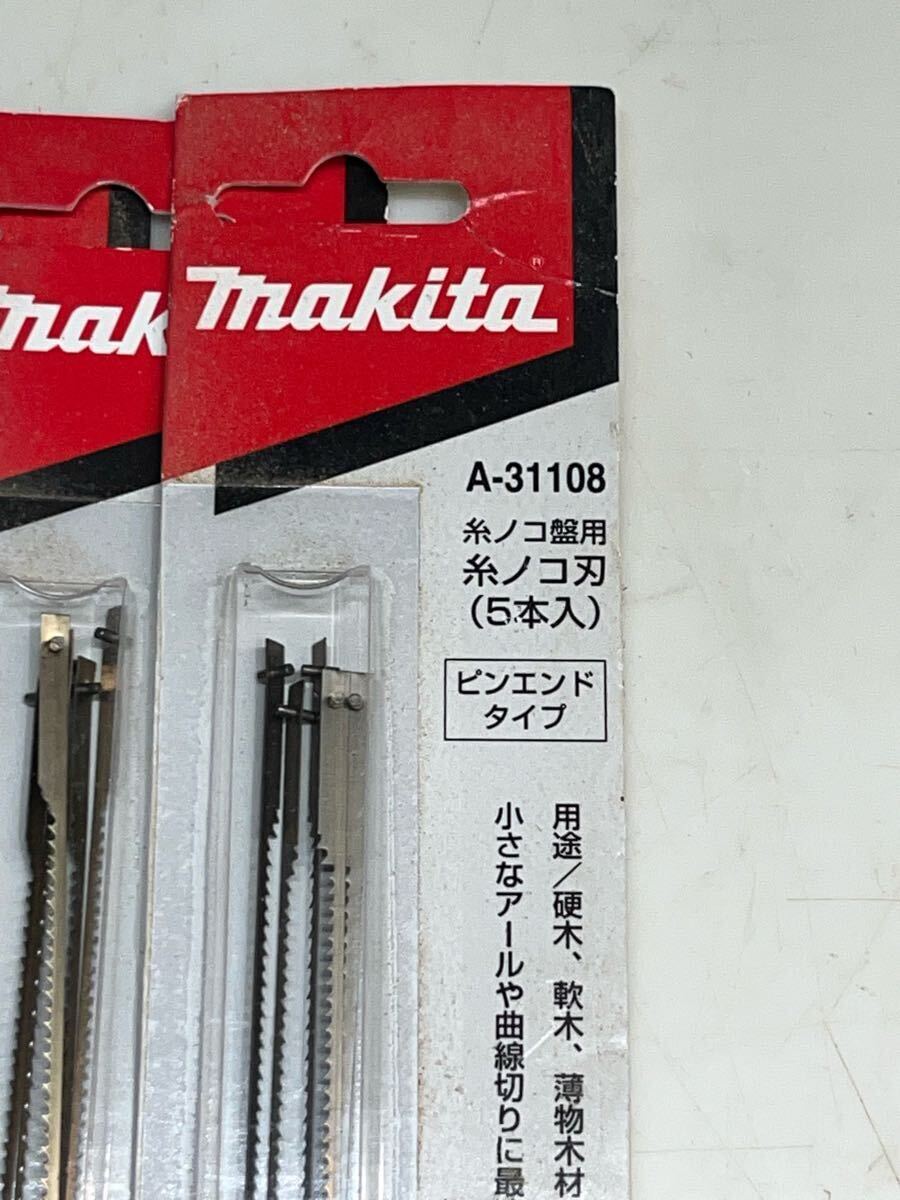 makita
mak
A-31108
糸ノコ盤用
糸ノコ刃
(5本入)
ピンエンド
タイプ
用途/硬木、軟木、薄物木材
小さなアールや曲線切りに最